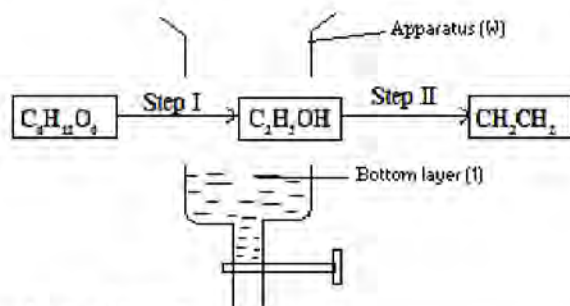 Apparatus (W)
Step I
Step II
C₆H₁₂O₆
C₂H₅OH
CH₂CH₂
Bottom layer (1)